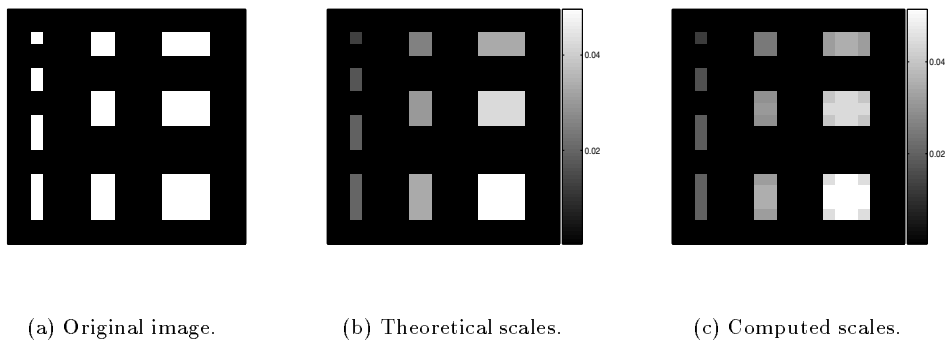 0.04
0.02
0.04
0.02
(a) Original image.
(b) Theoretical scales.
(c) Computed scales.